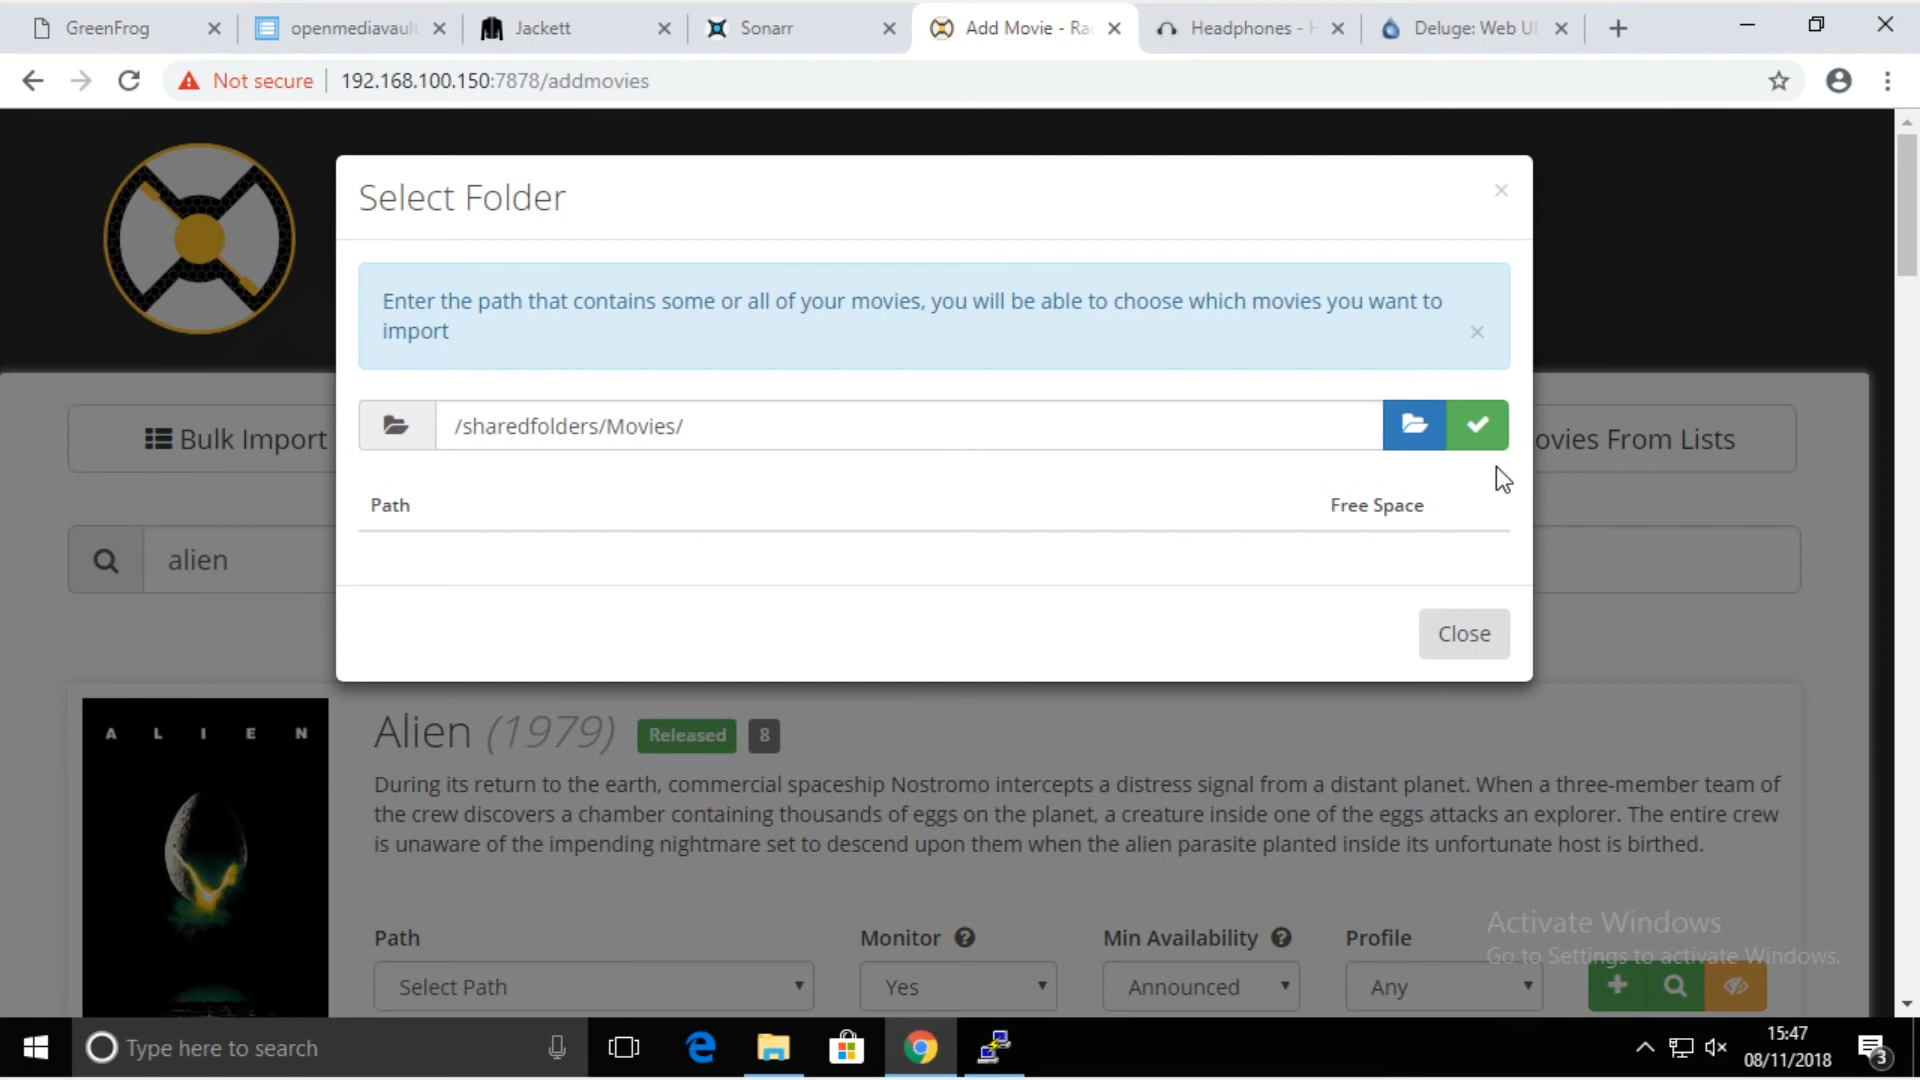 GreenFrog
openmediavault
Jackett
Sonarr
Add Movie - Ra
Headphones - H
Deluge: Web UI
Not secure
192.168.100.150:7878/addmovies
Select Folder
Enter the path that contains some or all of your movies, you will be able to choose which movies you want to
import
/sharedfolders/Movies/
Bulk Import
ovies From Lists
Path
Free Space
alien
Close
ALIEN
Alien (1979)
Released
8
During its return to the earth, commercial spaceship Nostromo intercepts a distress signal from a distant planet. When a three-member team of
the crew discovers a chamber containing thousands of eggs on the planet, a creature inside one of the eggs attacks an explorer. The entire crew
is unaware of the impending nightmare set to descend upon them when the alien parasite planted inside its unfortunate host is birthed.
Path
Monitor
Min Availability
Profile
Select Path
Yes
Announced
Any
Activate Windows
Go to Settings to activate Windows.
Type here to search
15:47
08/11/2018
3